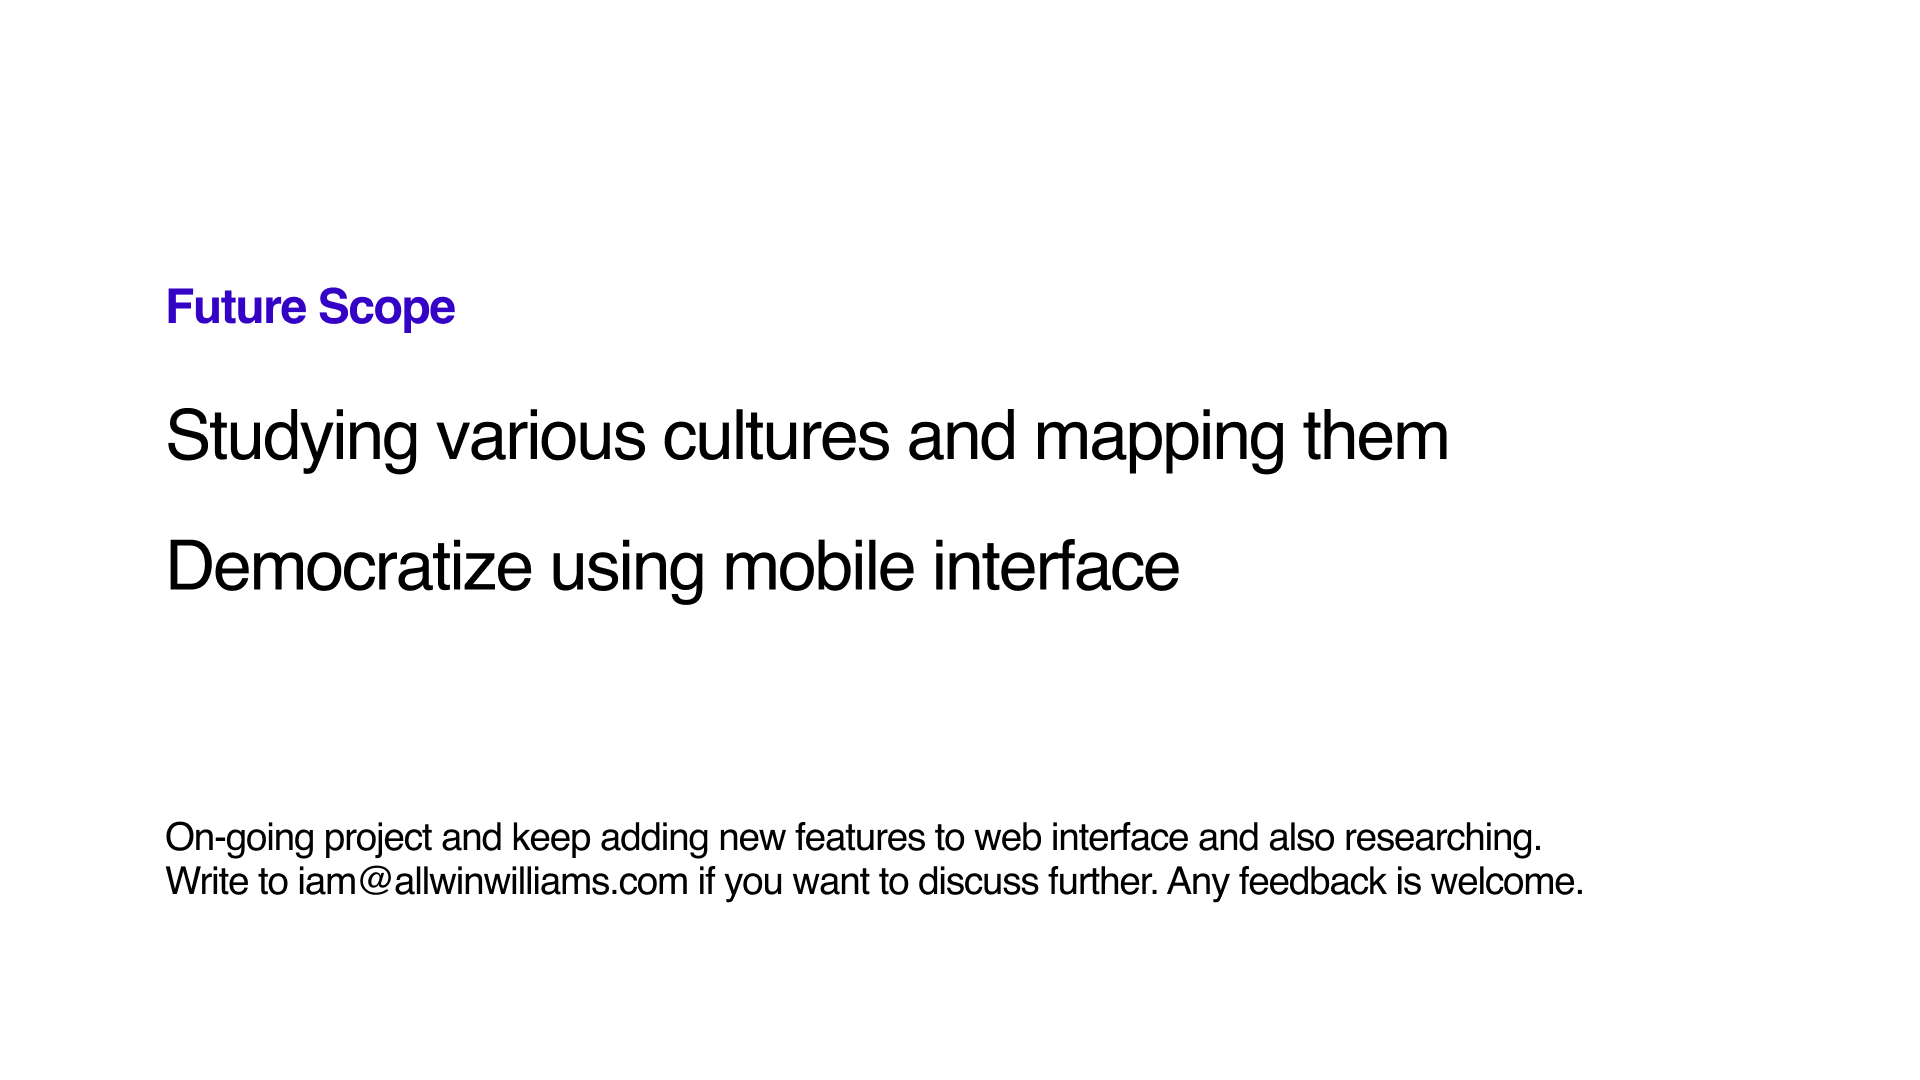 Future Scope
Studying various cultures and mapping them
Democratize using mobile interface
On-going project and keep adding new features to web interface and also researching.
Write to iam@allwinwilliams.com if you want to discuss further. Any feedback is welcome.